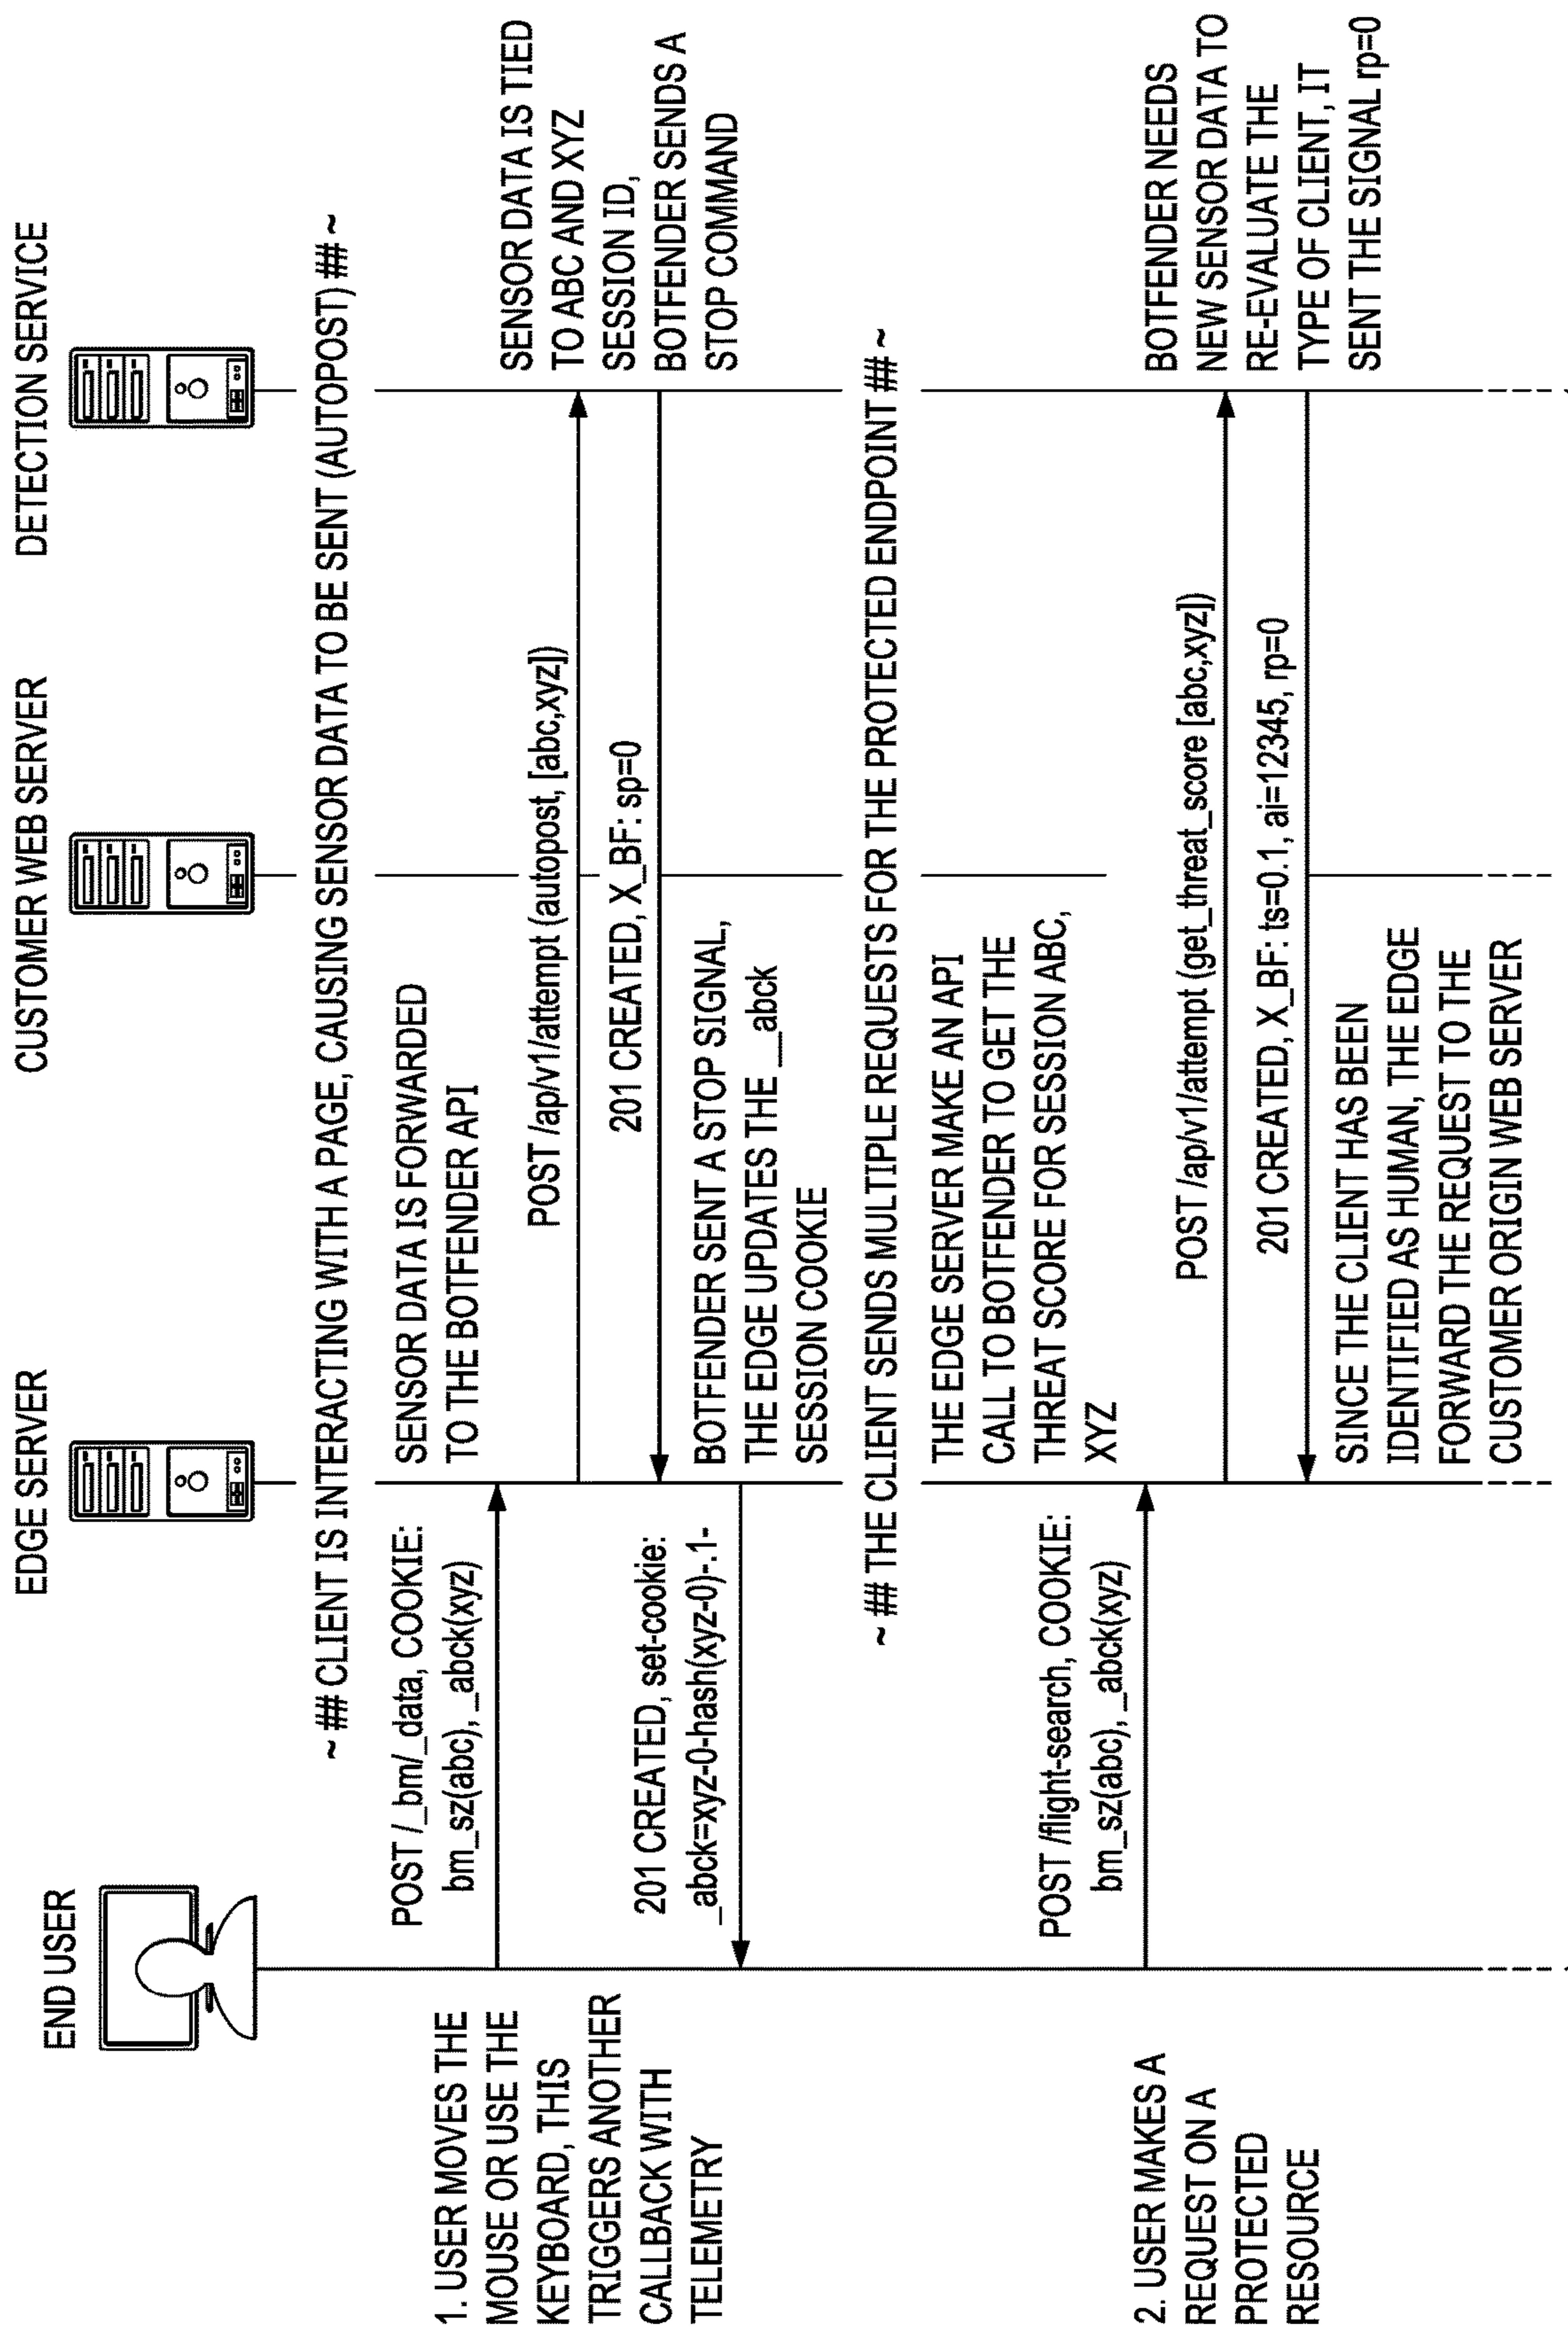 END USER
EDGE SERVER
CUSTOMER WEB SERVER
DETECTION SERVICE
~ ## CLIENT IS INTERACTING WITH A PAGE, CAUSING SENSOR DATA TO BE SENT (AUTOPOST) ## ~
1. USER MOVES THE
MOUSE OR USE THE
KEYBOARD, THIS
TRIGGERS ANOTHER
CALLBACK WITH
TELEMETRY
POST /_bm/_data, COOKIE:
bm_sz(abc), _abck(xyz)
SENSOR DATA IS FORWARDED
TO THE BOTFENDER API
POST /ap/v1/attempt (autopost, [abc,xyz])
SENSOR DATA IS TIED
TO ABC AND XYZ
SESSION ID,
BOTFENDER SENDS A
STOP COMMAND
201 CREATED, X_BF: sp=0
BOTFENDER SENT A STOP SIGNAL,
THE EDGE UPDATES THE __abck
SESSION COOKIE
201 CREATED, set-cookie:
_abck=xyz-0-hash(xyz-0)-.1-
~ ## THE CLIENT SENDS MULTIPLE REQUESTS FOR THE PROTECTED ENDPOINT ## ~
2. USER MAKES A
REQUEST ON A
PROTECTED
RESOURCE
POST /flight-search, COOKIE:
bm_sz(abc), _abck(xyz)
THE EDGE SERVER MAKE AN API
CALL TO BOTFENDER TO GET THE
THREAT SCORE FOR SESSION ABC,
XYZ
POST /ap/v1/attempt (get_threat_score [abc,xyz])
BOTFENDER NEEDS
NEW SENSOR DATA TO
RE-EVALUATE THE
TYPE OF CLIENT, IT
SENT THE SIGNAL rp=0
201 CREATED, X_BF: ts=0.1, ai=12345, rp=0
SINCE THE CLIENT HAS BEEN
IDENTIFIED AS HUMAN, THE EDGE
FORWARD THE REQUEST TO THE
CUSTOMER ORIGIN WEB SERVER